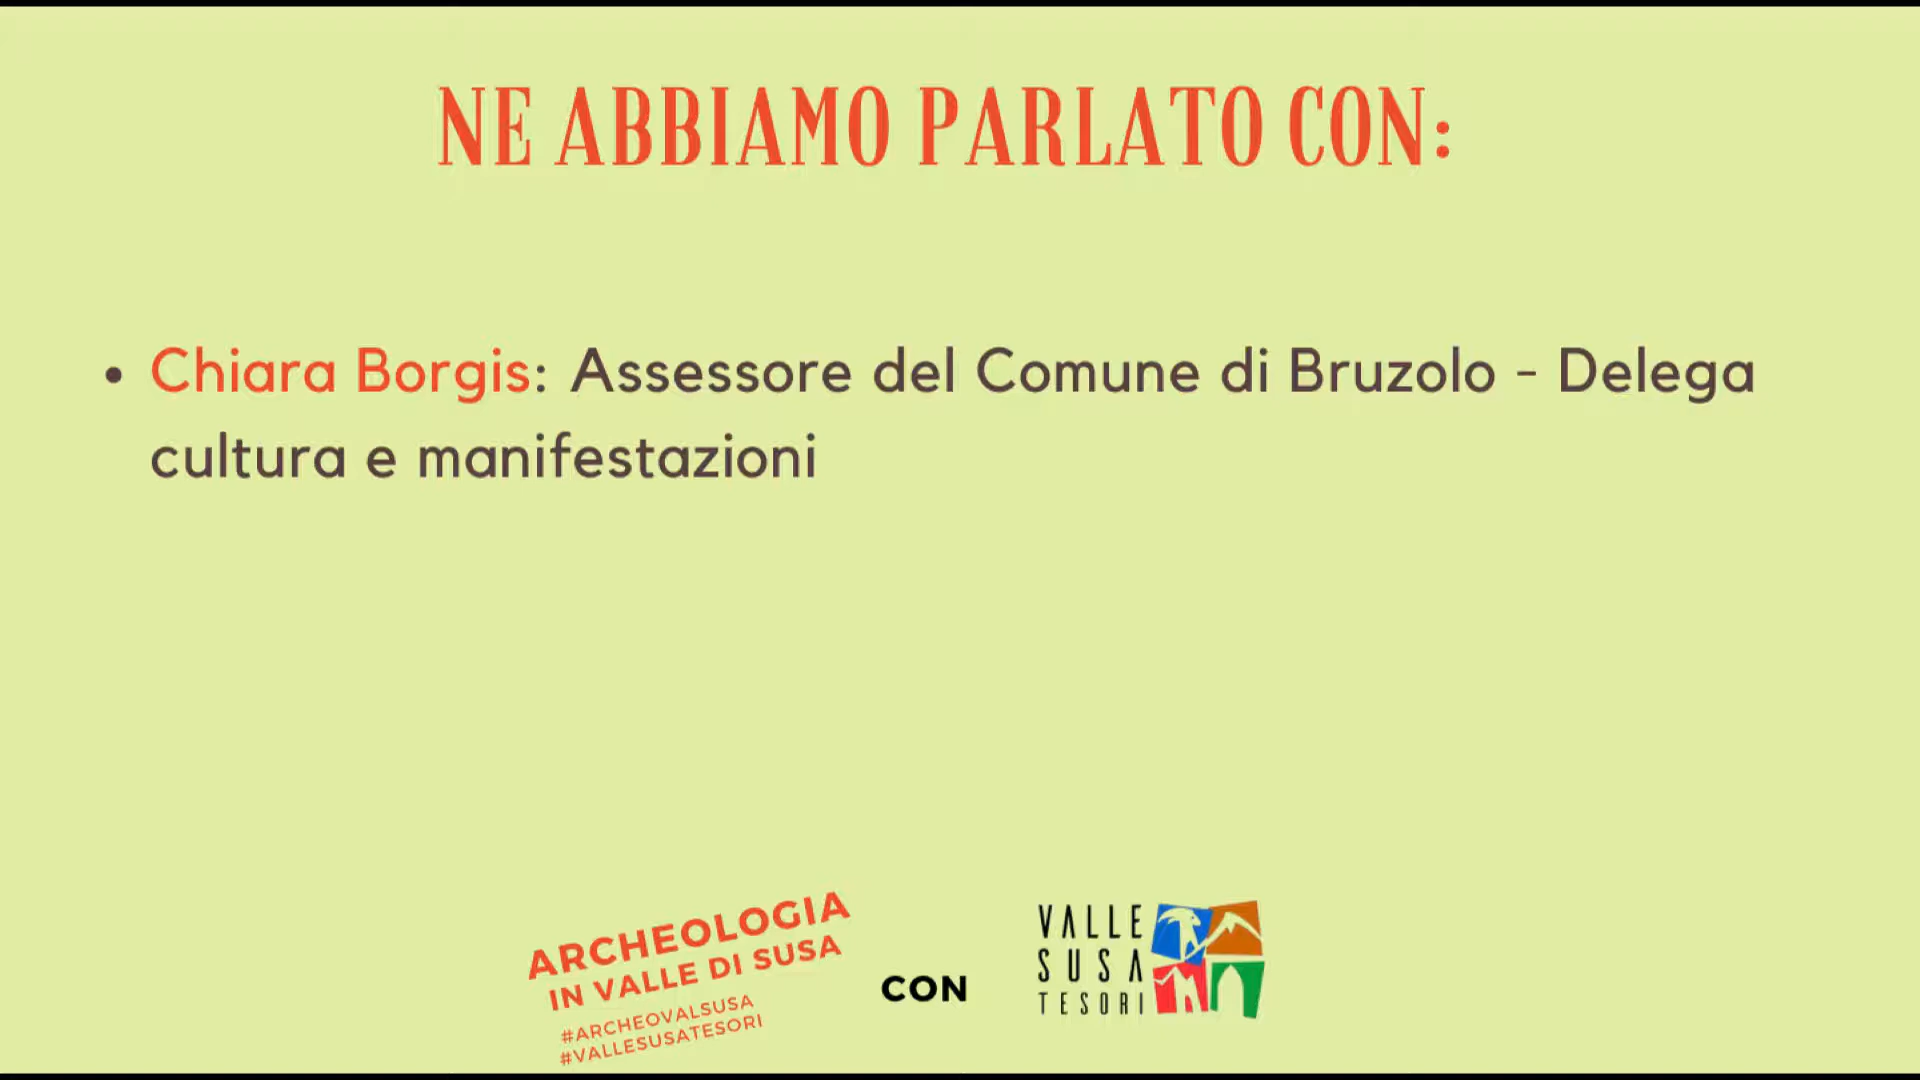 NE ABBIAMO PARLATO CON:
• Chiara Borgis: Assessore del Comune di Bruzolo - Delega
cultura e manifestazioni
ARCHEOLOGIA
IN VALLE DI SUSA
#ARCHEOVALSUSA
#VALLESUSATESORI
CON
VALLE
SUSA
TESORI